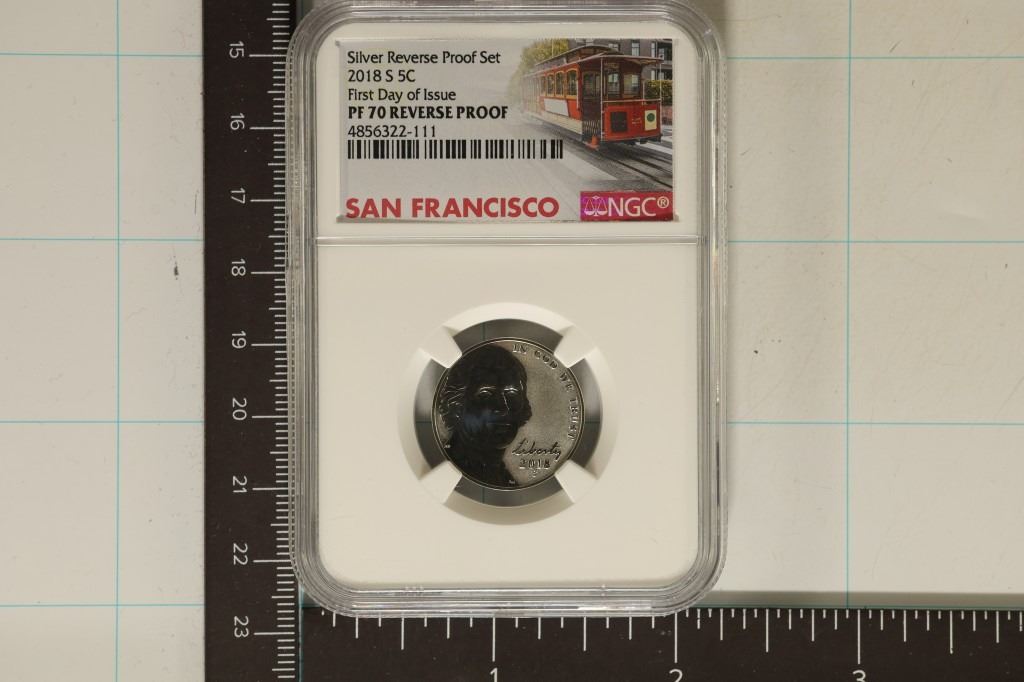 Silver Reverse Proof Set
2018 S 5C
First Day of Issue
PF 70 REVERSE PROOF
4856322-111
SAN FRANCISCO
NGC®
IN GOD WE TRUST
Liberty
2018
S
15
16
17
18
19
20
21
22
23
1
2
3